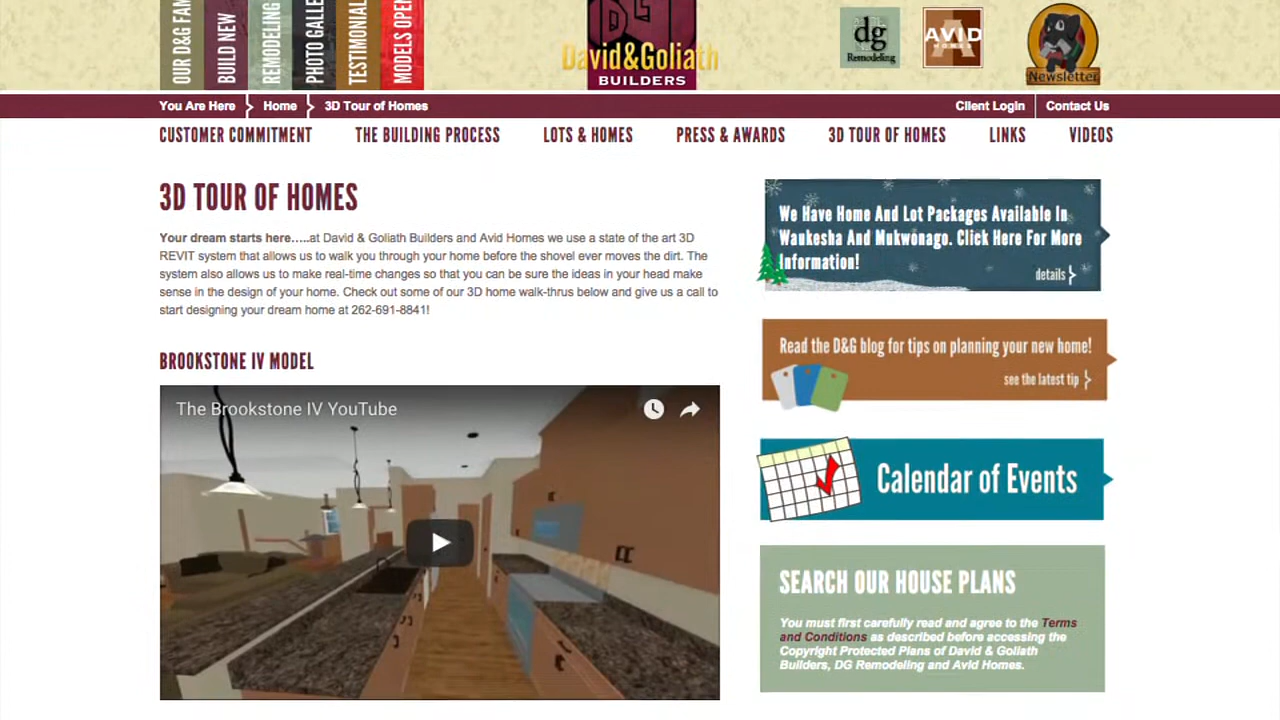 OUR D&G FAM
BUILD NEW
REMODELING
PHOTO GALLE
TESTIMONIAL
MODELS OPEN
DG
David&Goliath
BUILDERS
dg
Remodeling
AVID
HOMES
Newsletter
You Are Here
Home
3D Tour of Homes
Client Login
Contact Us
CUSTOMER COMMITMENT
THE BUILDING PROCESS
LOTS & HOMES
PRESS & AWARDS
3D TOUR OF HOMES
LINKS
VIDEOS
3D TOUR OF HOMES
Your dream starts here…..at David & Goliath Builders and Avid Homes we use a state of the art 3D
REVIT system that allows us to walk you through your home before the shovel ever moves the dirt. The
system also allows us to make real-time changes so that you can be sure the ideas in your head make
sense in the design of your home. Check out some of our 3D home walk-thrus below and give us a call to
start designing your dream home at 262-691-8841!
BROOKSTONE IV MODEL
The Brookstone IV YouTube
We Have Home And Lot Packages Available In
Waukesha And Mukwonago. Click Here For More
Information!
details
Read the D&G blog for tips on planning your new home!
see the latest tip
Calendar of Events
SEARCH OUR HOUSE PLANS
You must first carefully read and agree to the Terms
and Conditions as described before accessing the
Copyright Protected Plans of David & Goliath
Builders, DG Remodeling and Avid Homes.